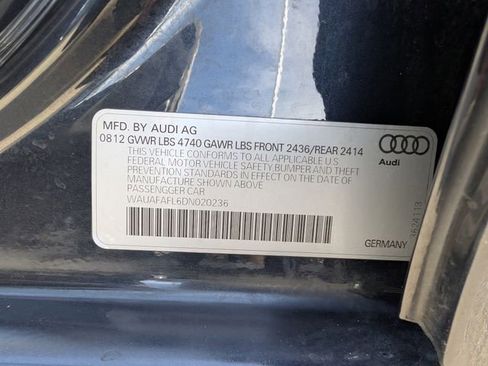 MFD. BY AUDI AG
0812 GVWR LBS 4740 GAWR LBS FRONT 2436/REAR 2414
THIS VEHICLE CONFORMS TO ALL APPLICABLE U.S
FEDERAL MOTOR VEHICLE SAFETY,BUMPER AND THEFT
PREVENTION STANDARDS IN EFFECT ON THE DATE OF
MANUFACTURE SHOWN ABOVE
PASSENGGER CAR
WAUAFAFL6DN020236
Audi
GERMANY